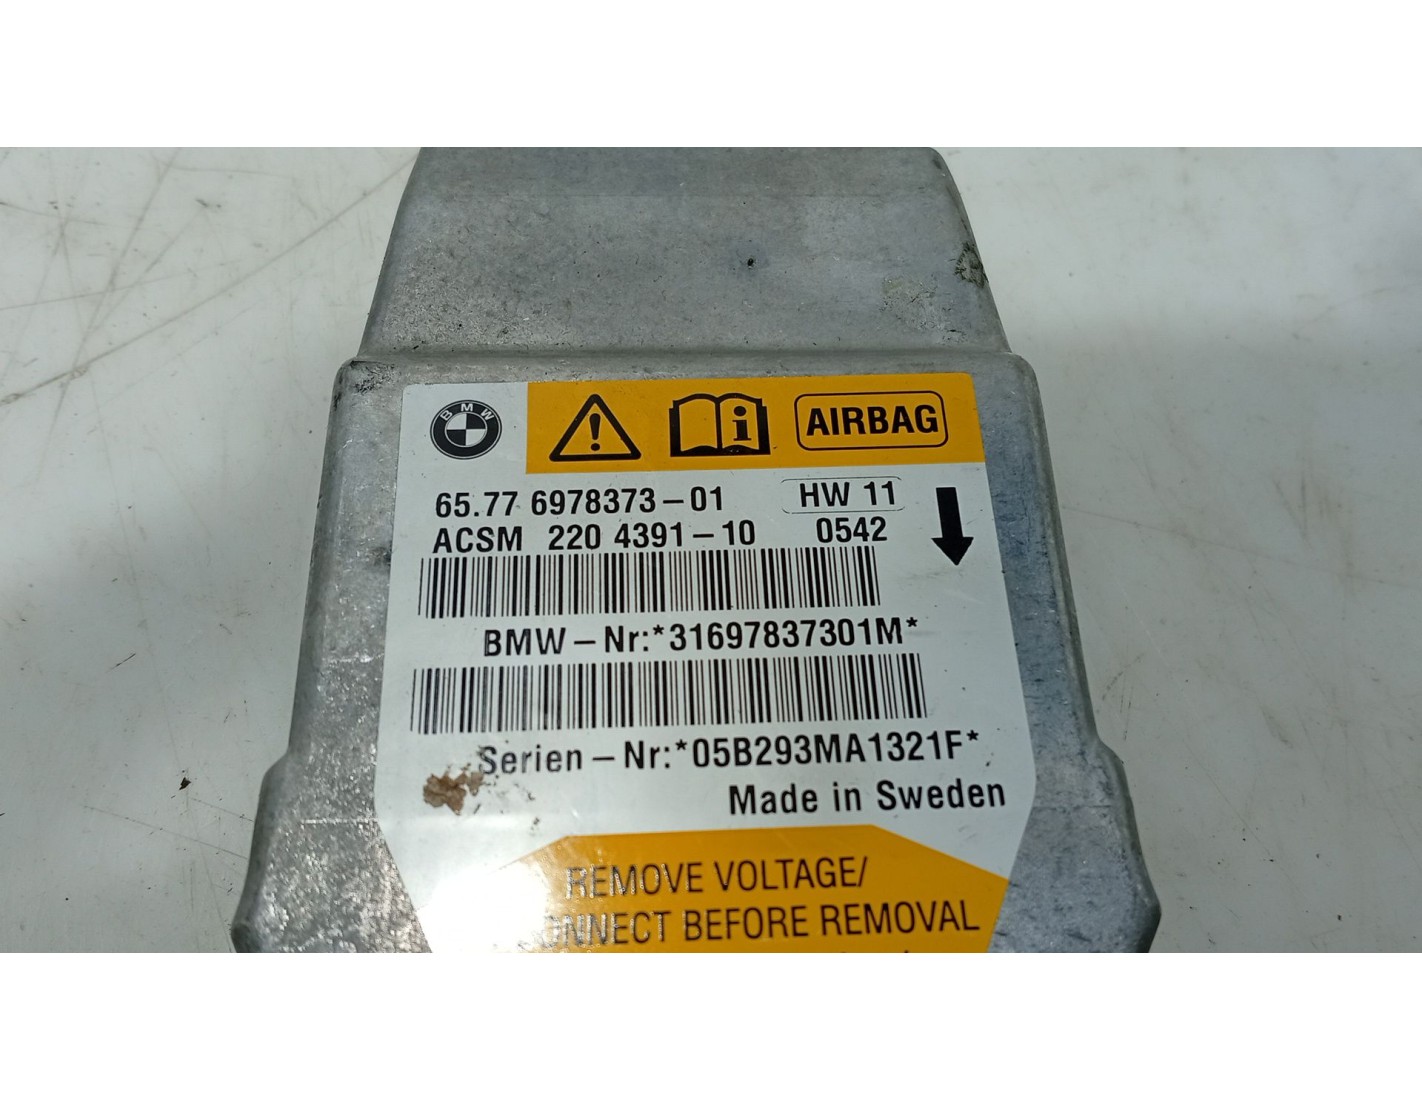 BMW
AIRBAG
65.77 6978373-01 HW 11
ACSM 220 4391-10 0542
BMW-Nr:*31697837301M*
Serien-Nr:*05B293MA1321F*
Made in Sweden
REMOVE VOLTAGE/
BEFORE REMOVAL